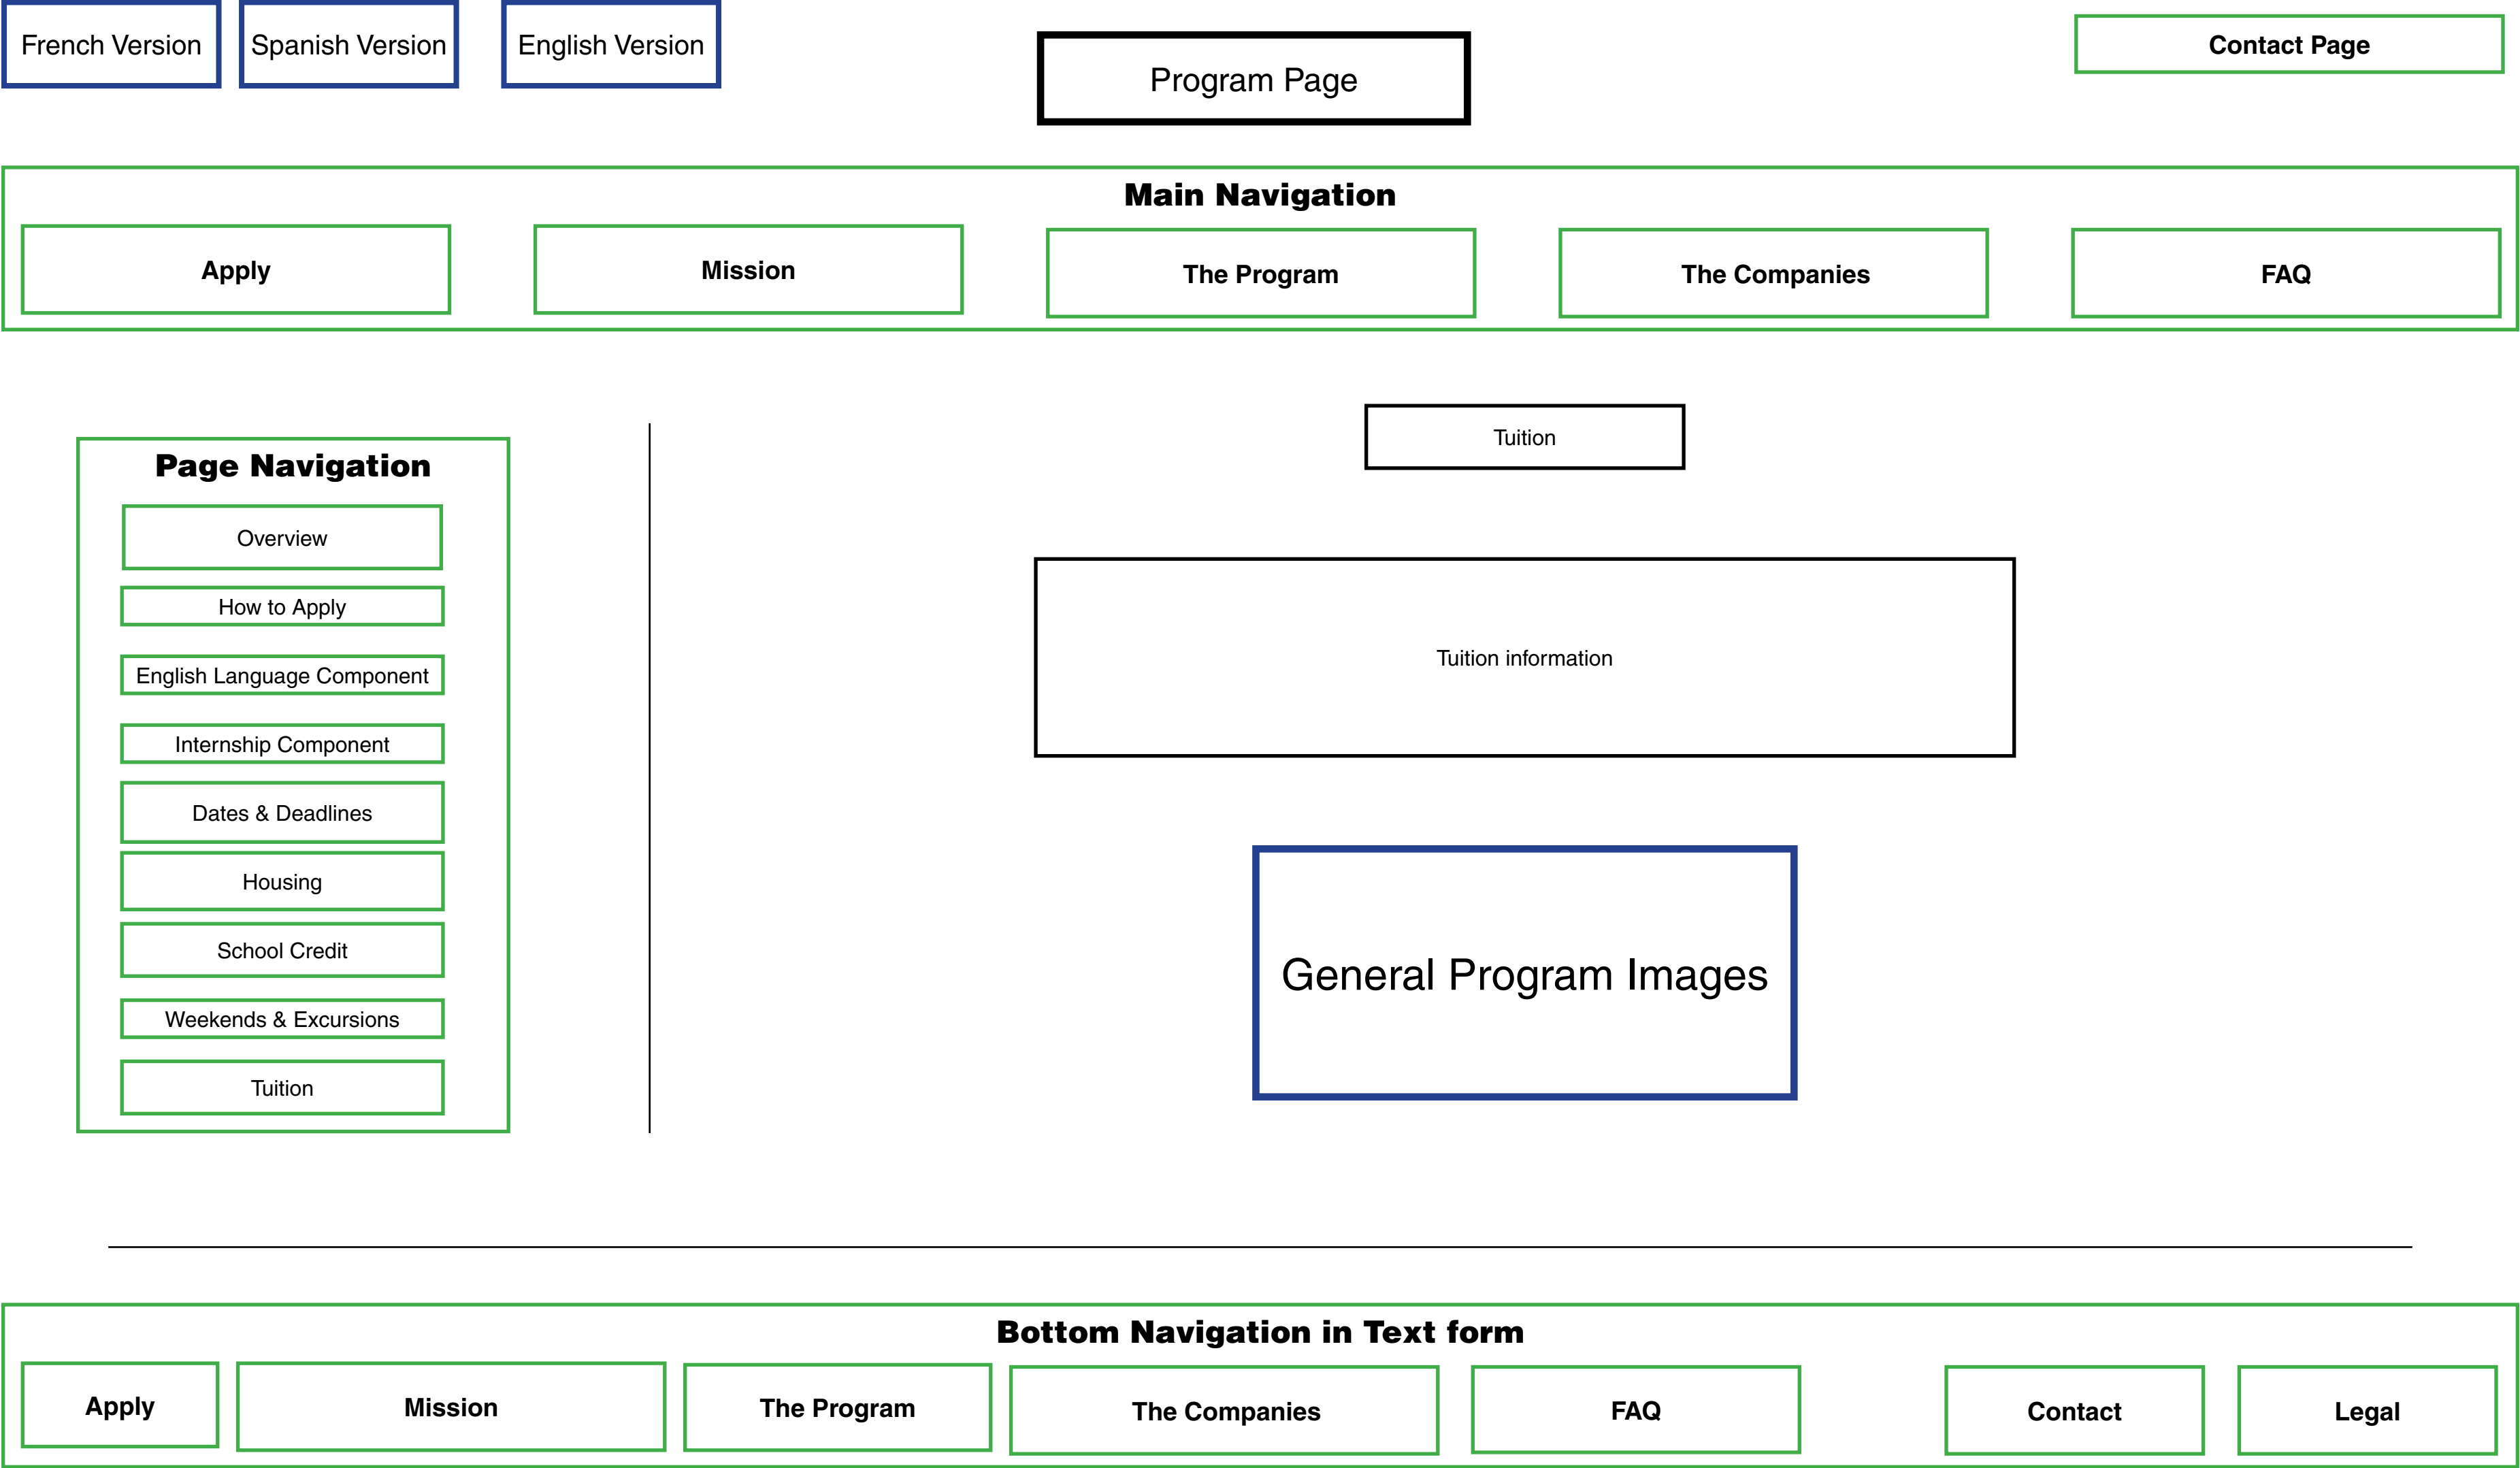 French Version
Spanish Version
English Version
Program Page
Contact Page
Main Navigation
Apply
Mission
The Program
The Companies
FAQ
Page Navigation
Overview
How to Apply
English Language Component
Internship Component
Dates & Deadlines
Housing
School Credit
Weekends & Excursions
Tuition
Tuition
Tuition information
General Program Images
Bottom Navigation in Text form
Apply
Mission
The Program
The Companies
FAQ
Contact
Legal